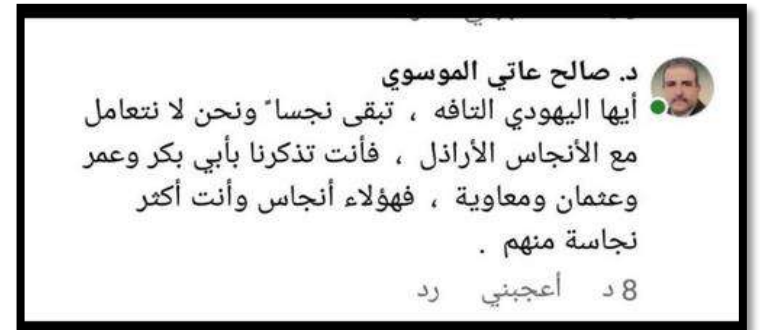 د. صالح عاتي الموسوي
أيها اليهودي التافه ، تبقى نجسا ً ونحن لا نتعامل
مع الأنجاس الأراذل ، فأنت تذكرنا بأبي بكر وعمر
وعثمان ومعاوية ، فهؤلاء أنجاس وأنت أكثر
نجاسة منهم .
8 د أعجبني رد